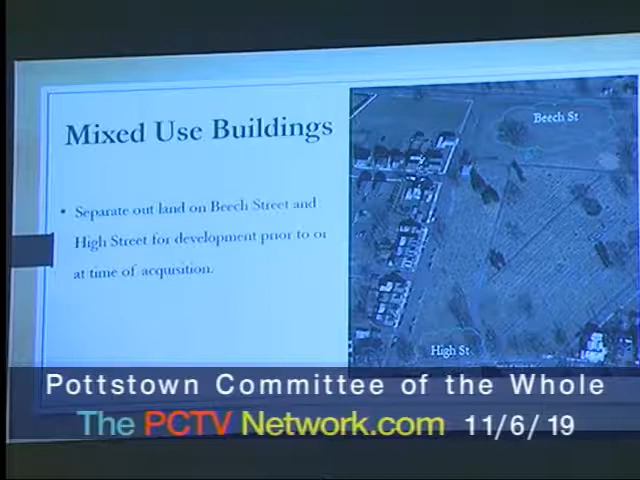 Mixed Use Buildings
• Separate out land on Beech Street and
High Street for development prior to or
at time of acquisition.
Beech St
High St
Pottstown Committee of the Whole
The PCTV Network.com 11/6/19